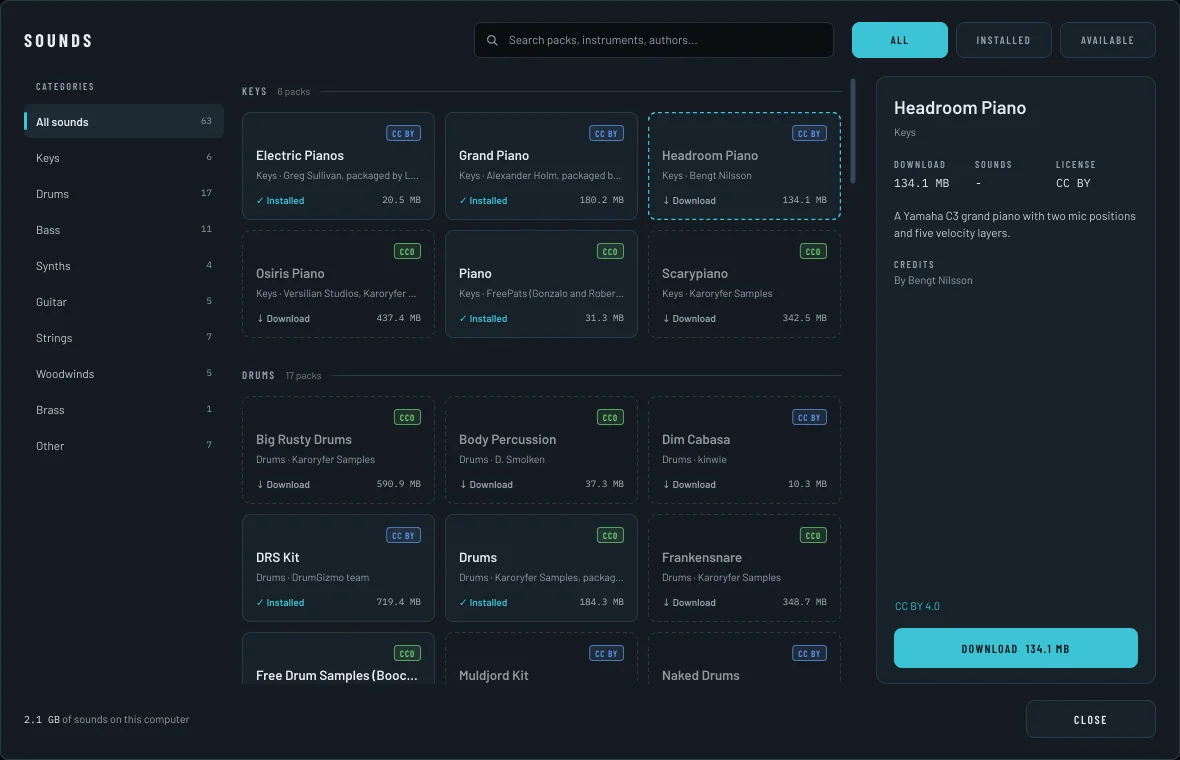 SOUNDS
Search packs, instruments, authors...
ALL
INSTALLED
AVAILABLE
CATEGORIES
All sounds 63
Keys 6
Drums 17
Bass 11
Synths 4
Guitar 5
Strings 7
Woodwinds 5
Brass 1
Other 7
KEYS 6 packs
CC BY
Electric Pianos
Keys · Greg Sullivan, packaged by L...
✓ Installed 20.5 MB
CC BY
Grand Piano
Keys · Alexander Holm, packaged b...
✓ Installed 180.2 MB
CC BY
Headroom Piano
Keys · Bengt Nilsson
↓ Download 134.1 MB
CC0
Osiris Piano
Keys · Versilian Studios, Karoryfer ...
↓ Download 437.4 MB
CC0
Piano
Keys · FreePats (Gonzalo and Rober...
✓ Installed 31.3 MB
CC0
Scarypiano
Keys · Karoryfer Samples
↓ Download 342.5 MB
DRUMS 17 packs
CC0
Big Rusty Drums
Drums · Karoryfer Samples
↓ Download 590.9 MB
CC0
Body Percussion
Drums · D. Smolken
↓ Download 37.3 MB
CC BY
Dim Cabasa
Drums · kinwie
↓ Download 10.3 MB
CC BY
DRS Kit
Drums · DrumGizmo team
✓ Installed 719.4 MB
CC0
Drums
Drums · Karoryfer Samples, packag...
✓ Installed 184.3 MB
CC0
Frankensnare
Drums · Karoryfer Samples
↓ Download 348.7 MB
CC0
Free Drum Samples (Booc...
CC BY
Muldjord Kit
CC BY
Naked Drums
Headroom Piano
Keys
DOWNLOAD SOUNDS LICENSE
134.1 MB - CC BY
A Yamaha C3 grand piano with two mic positions
and five velocity layers.
CREDITS
By Bengt Nilsson
CC BY 4.0
DOWNLOAD 134.1 MB
2.1 GB of sounds on this computer
CLOSE